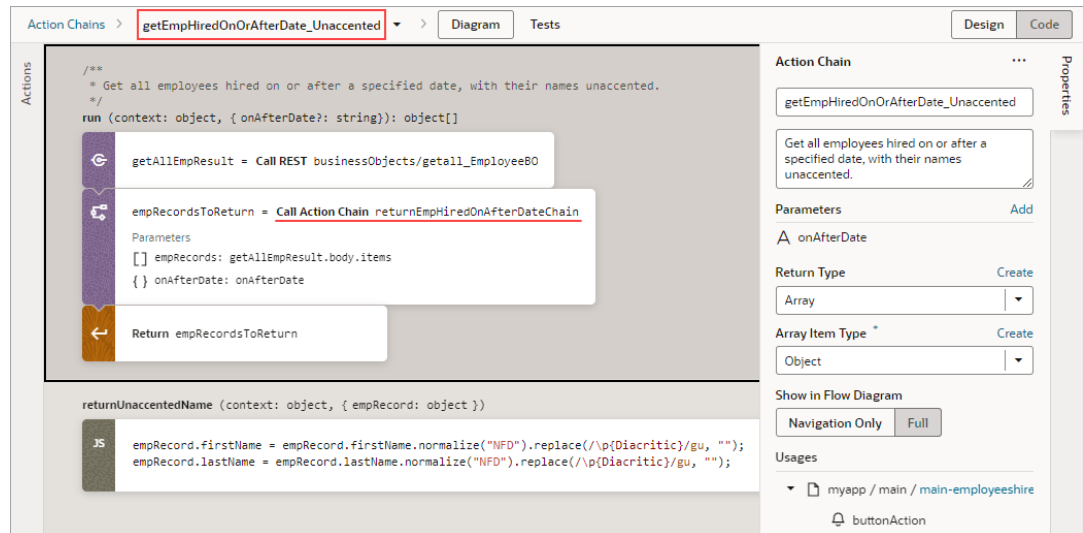 Action Chains > getEmpHiredOnOrAfterDate_Unaccented > Diagram Tests Design Code
Actions
/**
* Get all employees hired on or after a specified date, with their names unaccented.
*/
run (context: object, { onAfterDate?: string}): object[]
getAllEmpResult = Call REST businessObjects/getall_EmployeeBO
empRecordsToReturn = Call Action Chain returnEmpHiredOnAfterDateChain
Parameters
[] empRecords: getAllEmpResult.body.items
{} onAfterDate: onAfterDate
Return empRecordsToReturn
returnUnaccentedName (context: object, { empRecord: object })
JS
empRecord.firstName = empRecord.firstName.normalize("NFD").replace(/\p{Diacritic}/gu, "");
empRecord.lastName = empRecord.lastName.normalize("NFD").replace(/\p{Diacritic}/gu, "");
Action Chain ...
getEmpHiredOnOrAfterDate_Unaccented
Get all employees hired on or after a
specified date, with their names
unaccented.
Parameters Add
A onAfterDate
Return Type Create
Array
Array Item Type * Create
Object
Show in Flow Diagram
Navigation Only Full
Usages
myapp / main / main-employeeshire
buttonAction
Properties